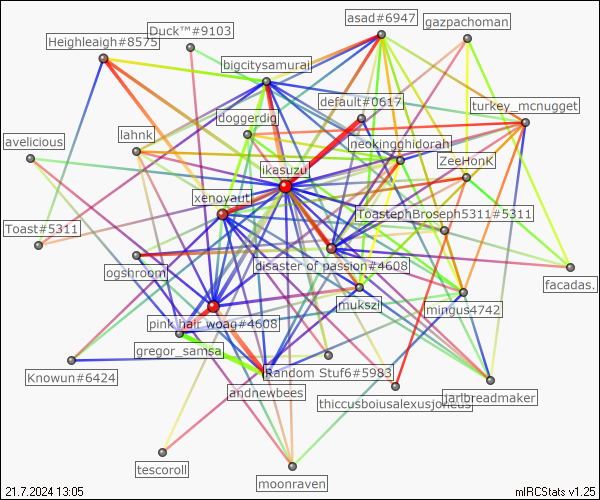 asad#6947
gazpachoman
Duck™#9103
Heighleigh#8575
bigcitysamurai
default#0617
turkey_mcnugget
doggerdig
lahnk
avelicious
neokingghidorah
ZeeHonK
likasuzu
xenoyaut
ToastephBroseph5311#5311
Toast#5311
disaster of passion#4608
ogshroom
facadas.
mukszi
mingus4742
pink hair woag#4608
gregor_samsa
Random Stuf6#5983
Knowun#6424
andnewbees
thiccusboiusalexusjoneus
jarlbreadmaker
tescoroll
moonraven
21.7.2024 13:05
mIRCStats v1.25